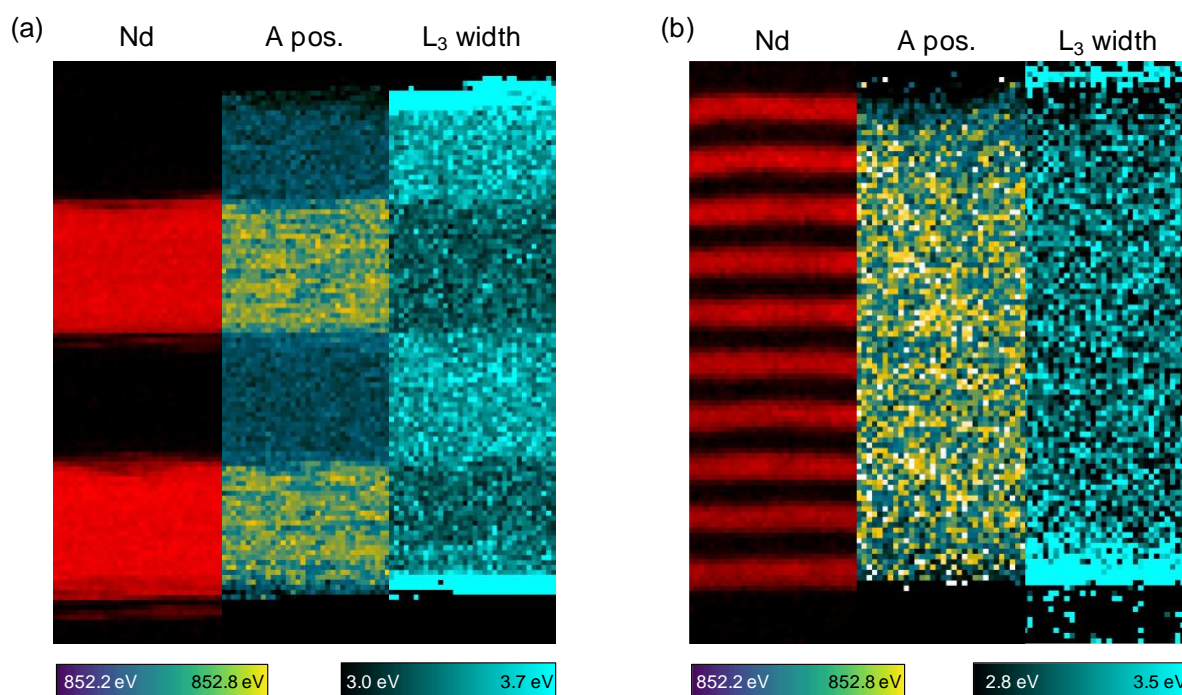 (a) Nd A pos. L₃ width
(b) Nd A pos. L₃ width
852.2 eV 852.8 eV 3.0 eV 3.7 eV
852.2 eV 852.8 eV 2.8 eV 3.5 eV